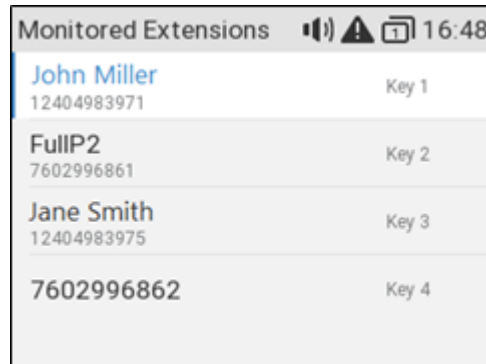 Monitored Extensions 1 16:48
John Miller Key 1
12404983971
FullP2 Key 2
7602996861
Jane Smith Key 3
12404983975
7602996862 Key 4